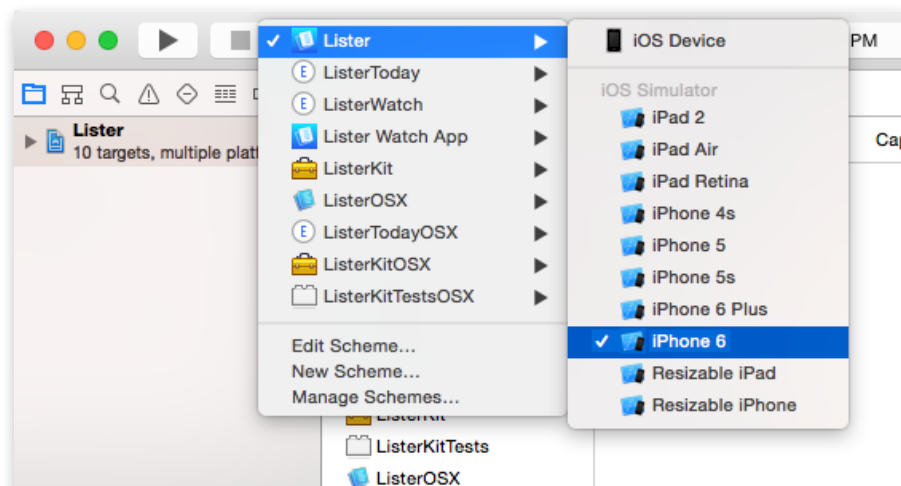 Lister
ListerToday
E
ListerWatch
E
Lister Watch App
ListerKit
ListerOSX
ListerTodayOSX
E
ListerKitOSX
ListerKitTestsOSX
Edit Scheme...
New Scheme...
Manage Schemes...
iOS Device
iOS Simulator
iPad 2
iPad Air
iPad Retina
iPhone 4s
iPhone 5
iPhone 5s
iPhone 6 Plus
iPhone 6
Resizable iPad
Resizable iPhone
PM
Lister
10 targets, multiple platf
Cap
ListerKit
ListerKitTests
ListerOSX